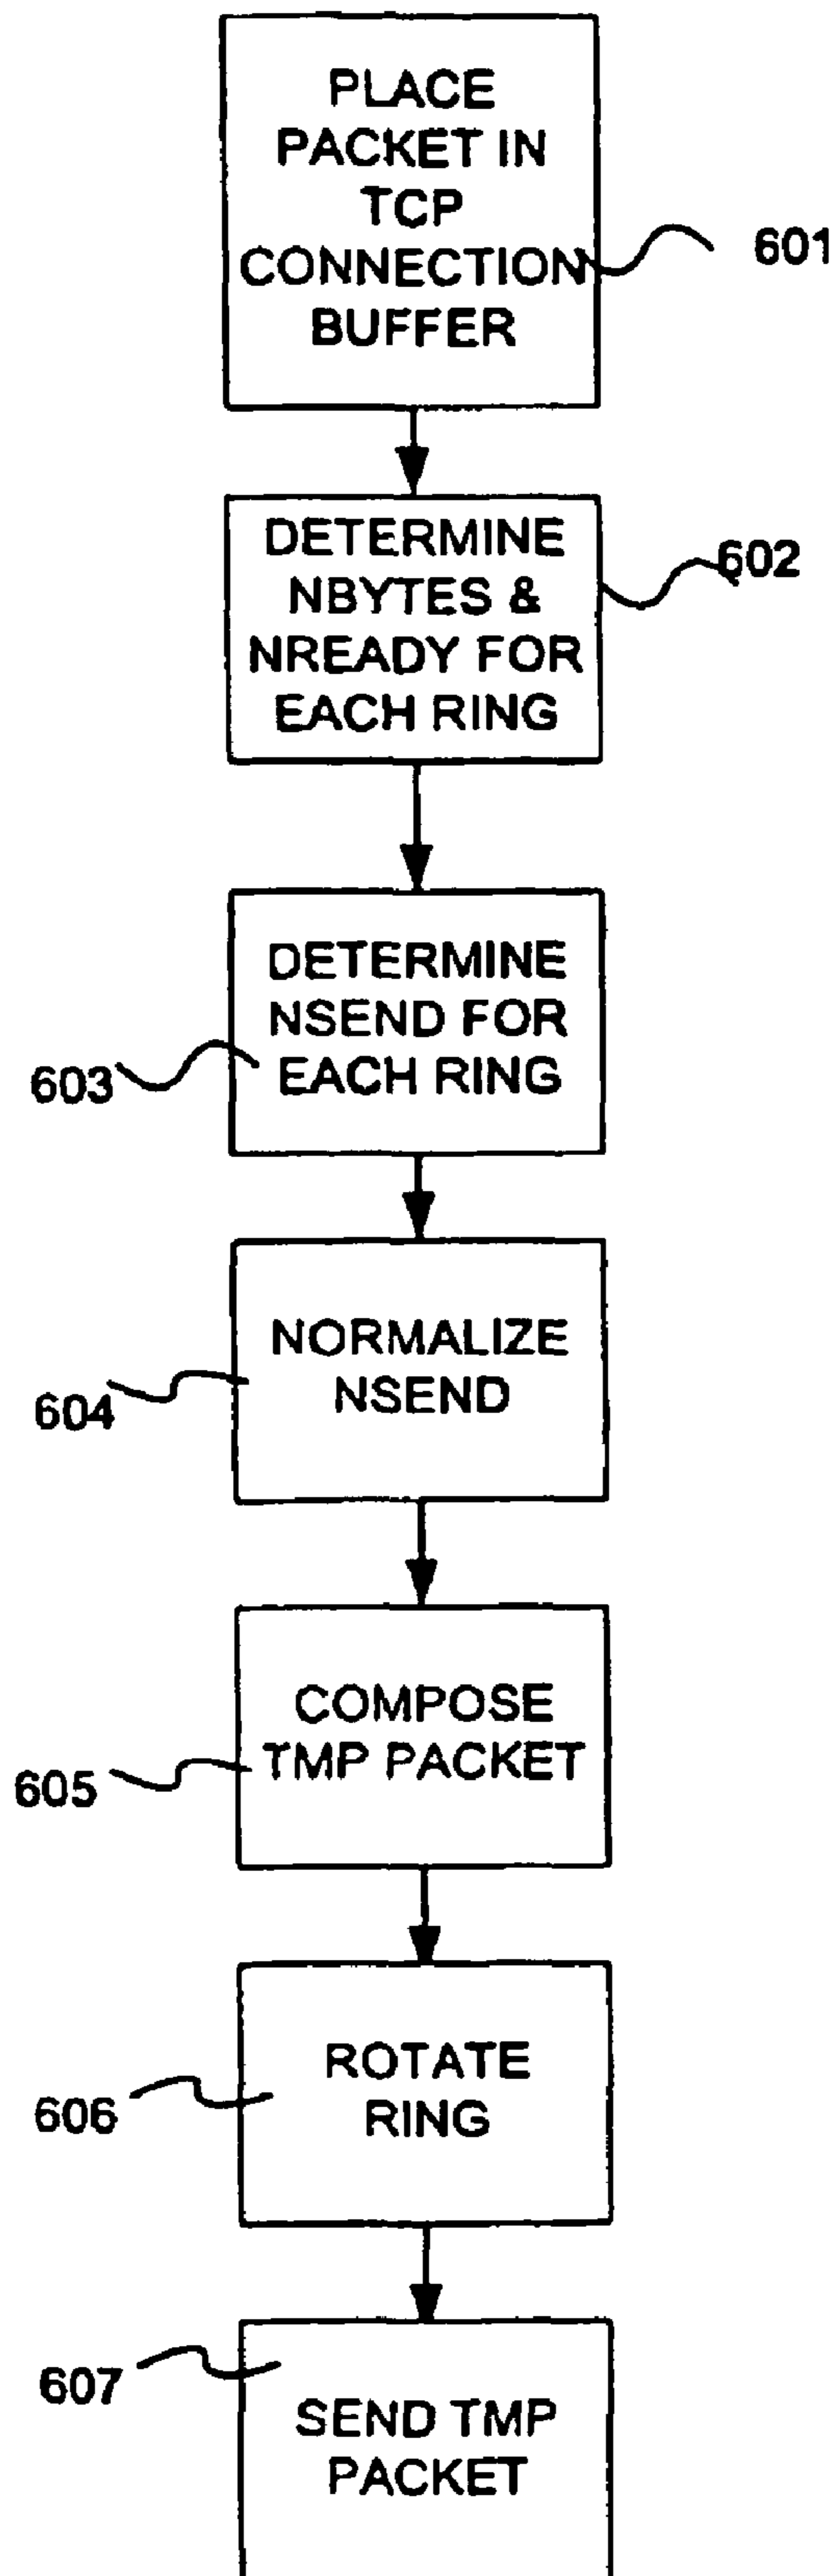 PLACE
PACKET IN
TCP
CONNECTION
BUFFER
601
DETERMINE
NBYTES &
NREADY FOR
EACH RING
602
DETERMINE
NSEND FOR
EACH RING
603
NORMALIZE
NSEND
604
COMPOSE
TMP PACKET
605
ROTATE
RING
606
607
SEND TMP
PACKET